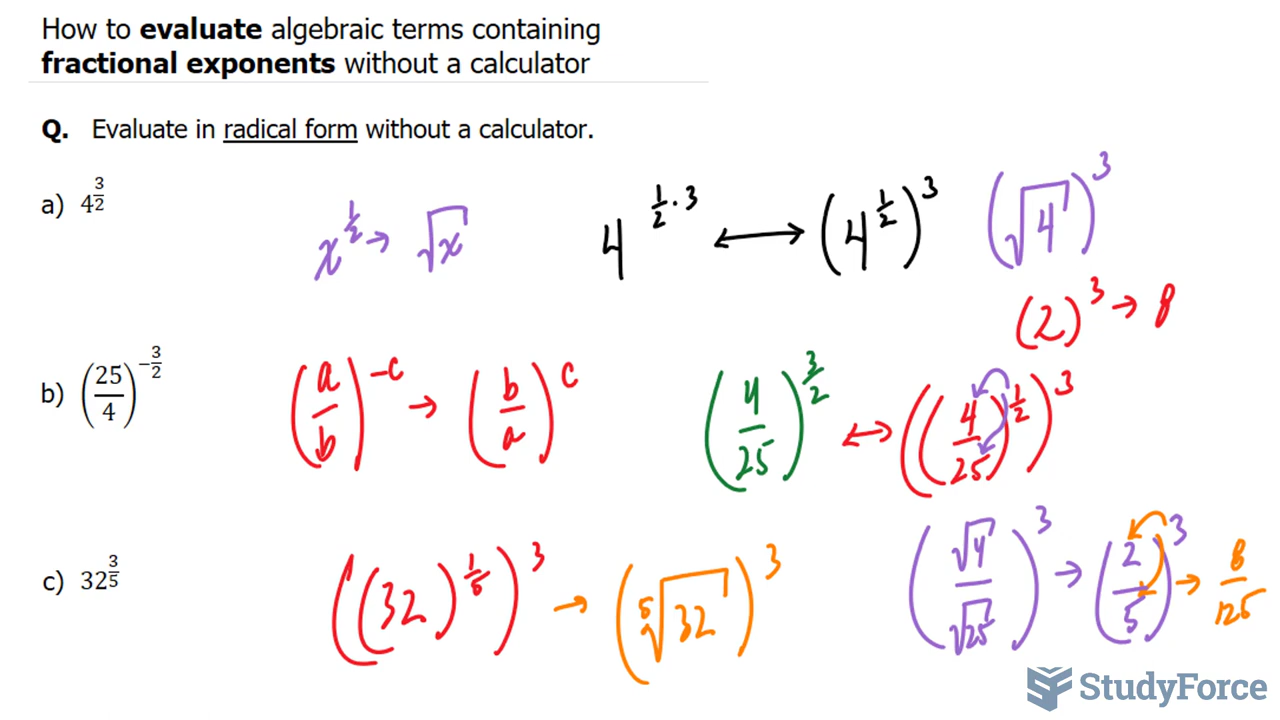 How to evaluate algebraic terms containing
fractional exponents without a calculator
Q. Evaluate in radical form without a calculator.
a) 4^(3/2)
x^(1/2) → √x
4^(1/2 · 3) ⟷ (4^(1/2))^3 (√4)^3
(2)^3 → 8
b) (25/4)^(-3/2)
(a/b)^(-c) → (b/a)^c
(4/25)^(3/2) ↔ ((4/25)^(1/2))^3
(√4/√25)^3 → (2/5)^3 → 8/125
c) 32^(3/5)
((32)^(1/5))^3 → (⁵√32)^3
StudyForce